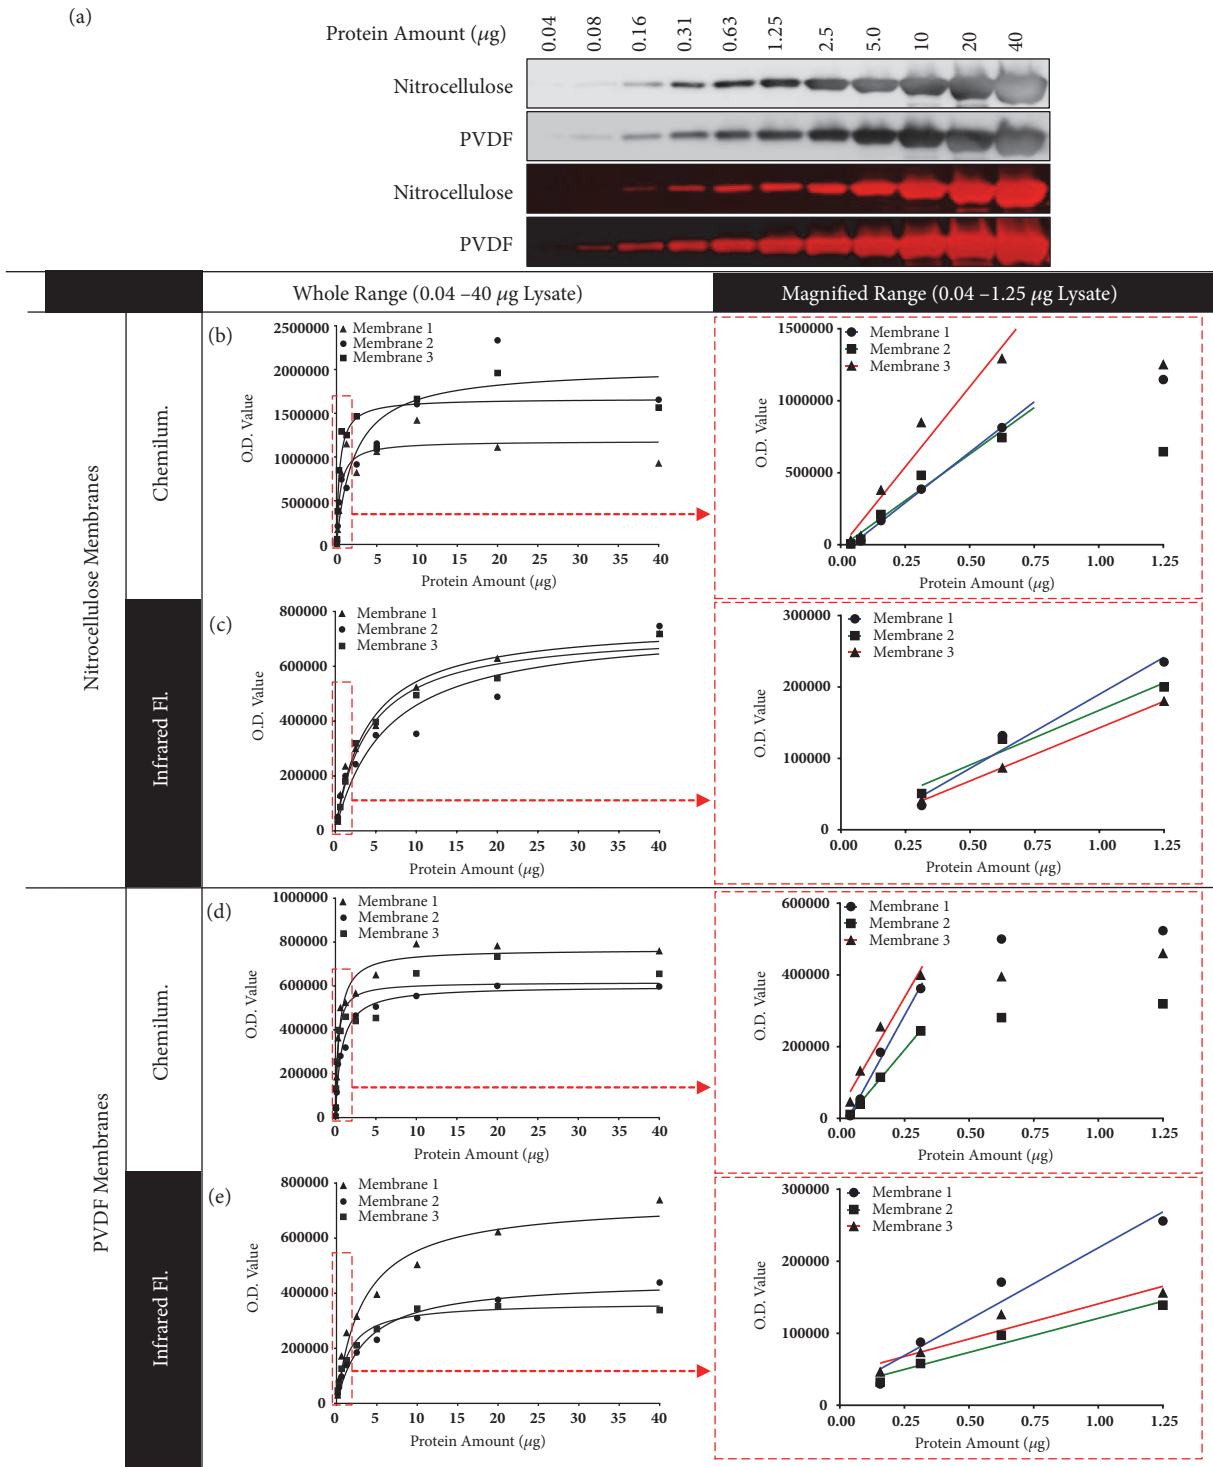 (a)
Protein Amount (μg) 0.04 0.08 0.16 0.31 0.63 1.25 2.5 5.0 10 20 40
Nitrocellulose
PVDF
Nitrocellulose
PVDF
Whole Range (0.04 –40 μg Lysate)
Magnified Range (0.04 –1.25 μg Lysate)
Nitrocellulose Membranes
Chemilum.
(b)
Membrane 1
Membrane 2
Membrane 3
O.D. Value
2500000
2000000
1500000
1000000
500000
0
0 5 10 15 20 25 30 35 40
Protein Amount (μg)
Membrane 1
Membrane 2
Membrane 3
O.D. Value
1500000
1000000
500000
0
0.00 0.25 0.50 0.75 1.00 1.25
Protein Amount (μg)
Infrared Fl.
(c)
Membrane 1
Membrane 2
Membrane 3
O.D. Value
800000
600000
400000
200000
0
0 5 10 15 20 25 30 35 40
Protein Amount (μg)
Membrane 1
Membrane 2
Membrane 3
O.D. Value
300000
200000
100000
0
0.00 0.25 0.50 0.75 1.00 1.25
Protein Amount (μg)
PVDF Membranes
Chemilum.
(d)
Membrane 1
Membrane 2
Membrane 3
O.D. Value
1000000
800000
600000
400000
200000
0
0 5 10 15 20 25 30 35 40
Protein Amount (μg)
Membrane 1
Membrane 2
Membrane 3
O.D. Value
600000
400000
200000
0
0.00 0.25 0.50 0.75 1.00 1.25
Protein Amount (μg)
Infrared Fl.
(e)
Membrane 1
Membrane 2
Membrane 3
O.D. Value
800000
600000
400000
200000
0
0 5 10 15 20 25 30 35 40
Protein Amount (μg)
Membrane 1
Membrane 2
Membrane 3
O.D. Value
300000
200000
100000
0
0.00 0.25 0.50 0.75 1.00 1.25
Protein Amount (μg)